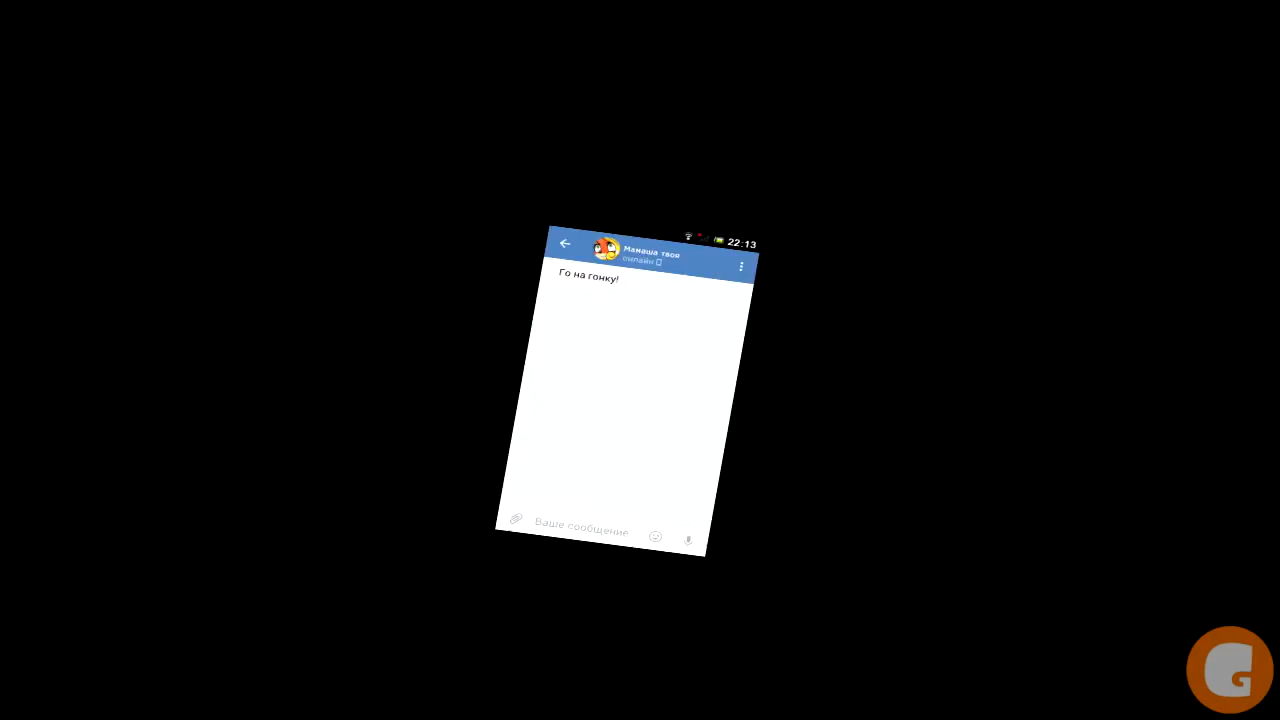 22:13
Мамаша твоя
онлайн
Го на гонку!
Ваше сообщение
G